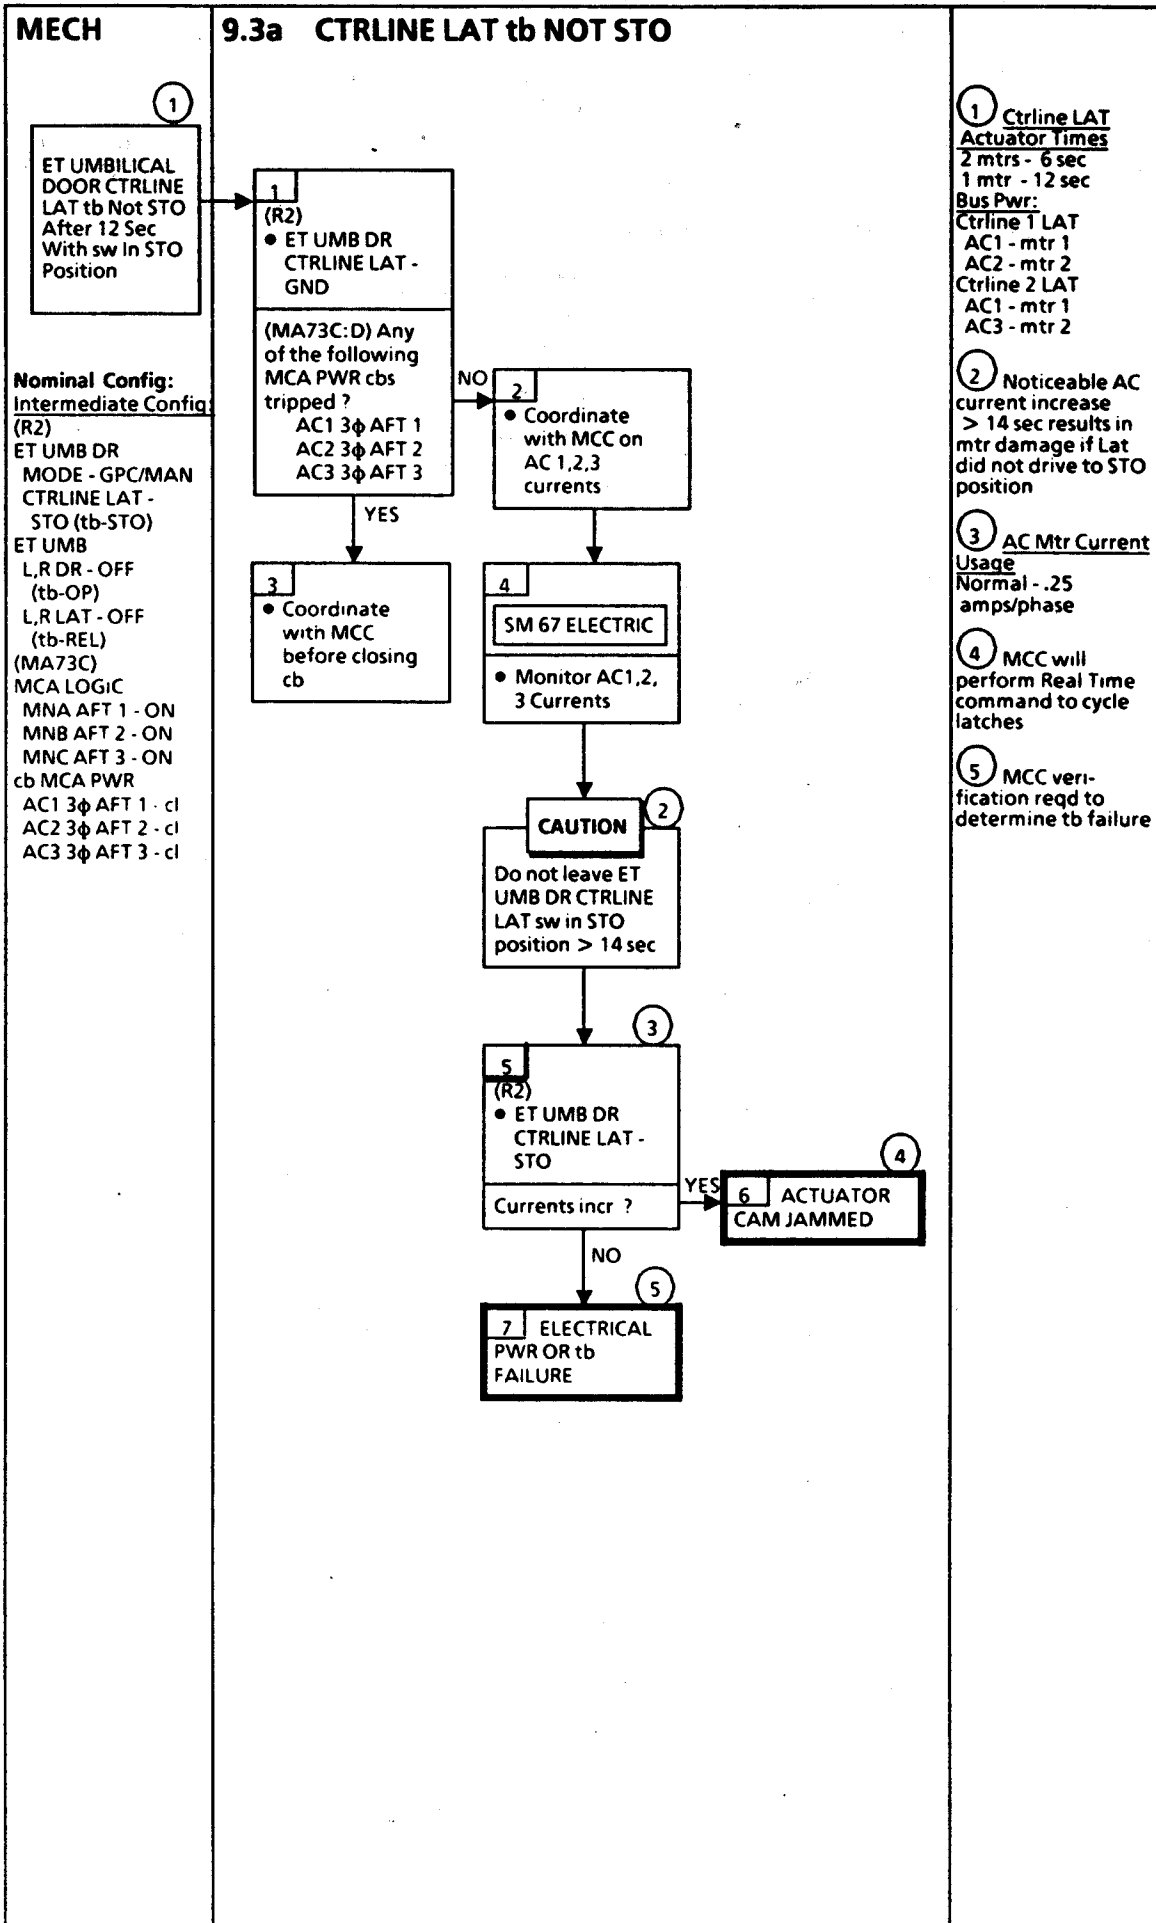 MECH
9.3a CTRLINE LAT tb NOT STO
1
ET UMBILICAL
DOOR CTRLINE
LAT tb Not STO
After 12 Sec
With sw In STO
Position
Nominal Config:
Intermediate Config:
(R2)
ET UMB DR
MODE - GPC/MAN
CTRLINE LAT -
STO (tb-STO)
ET UMB
L,R DR - OFF
(tb-OP)
L,R LAT - OFF
(tb-REL)
(MA73C)
MCA LOGIC
MNA AFT 1 - ON
MNB AFT 2 - ON
MNC AFT 3 - ON
cb MCA PWR
AC1 3ϕ AFT 1 - cl
AC2 3ϕ AFT 2 - cl
AC3 3ϕ AFT 3 - cl
1
(R2)
● ET UMB DR
CTRLINE LAT -
GND
(MA73C:D) Any
of the following
MCA PWR cbs
tripped ?
AC1 3ϕ AFT 1
AC2 3ϕ AFT 2
AC3 3ϕ AFT 3
NO
YES
2
● Coordinate
with MCC on
AC 1,2,3
currents
3
● Coordinate
with MCC
before closing
cb
4
SM 67 ELECTRIC
● Monitor AC1,2,
3 Currents
2
CAUTION
Do not leave ET
UMB DR CTRLINE
LAT sw in STO
position > 14 sec
3
5
(R2)
● ET UMB DR
CTRLINE LAT -
STO
Currents incr ?
YES
NO
4
6 ACTUATOR
CAM JAMMED
5
7 ELECTRICAL
PWR OR tb
FAILURE
1 Ctrline LAT
Actuator Times
2 mtrs - 6 sec
1 mtr - 12 sec
Bus Pwr:
Ctrline 1 LAT
AC1 - mtr 1
AC2 - mtr 2
Ctrline 2 LAT
AC1 - mtr 1
AC3 - mtr 2
2 Noticeable AC
current increase
> 14 sec results in
mtr damage if Lat
did not drive to STO
position
3 AC Mtr Current
Usage
Normal - .25
amps/phase
4 MCC will
perform Real Time
command to cycle
latches
5 MCC veri-
fication reqd to
determine tb failure